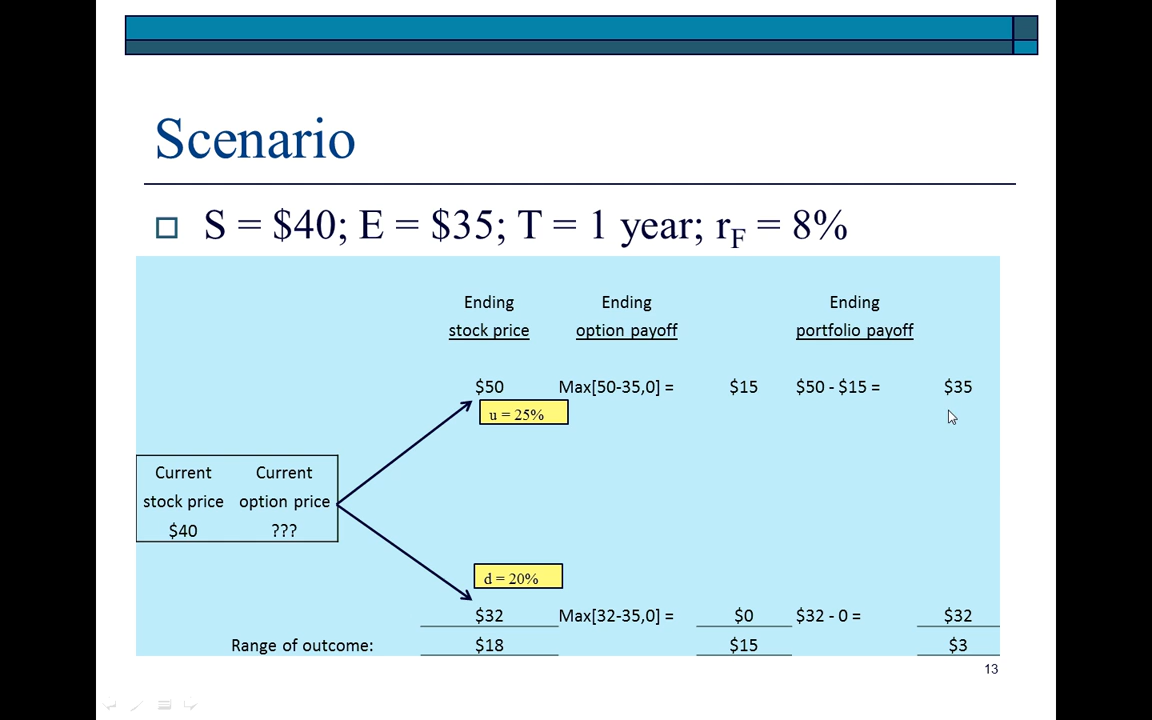 Scenario
S = $40; E = $35; T = 1 year; rF = 8%
Ending Ending Ending
stock price option payoff portfolio payoff
$50 Max[50-35,0] = $15 $50 - $15 = $35
u = 25%
Current Current
stock price option price
$40 ???
d = 20%
$32 Max[32-35,0] = $0 $32 - 0 = $32
Range of outcome: $18 $15 $3
13